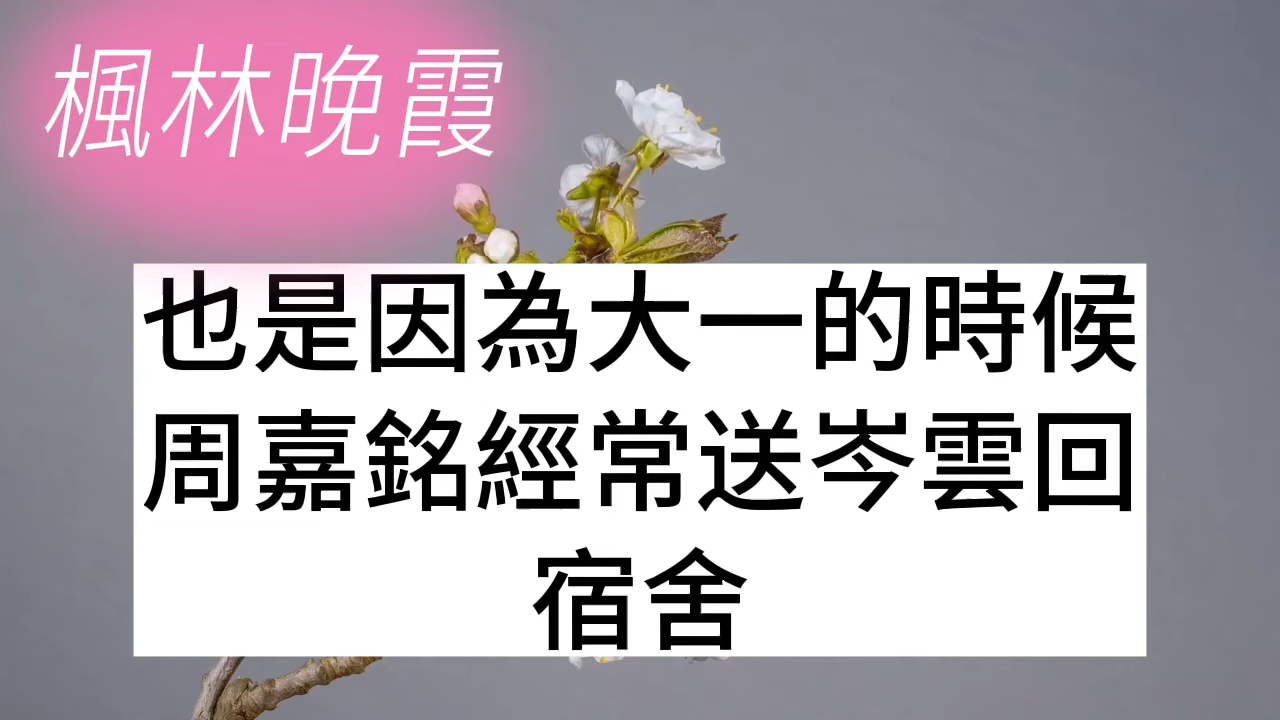 楓林晚霞
也是因為大一的時候
周嘉銘經常送岑雲回
宿舍